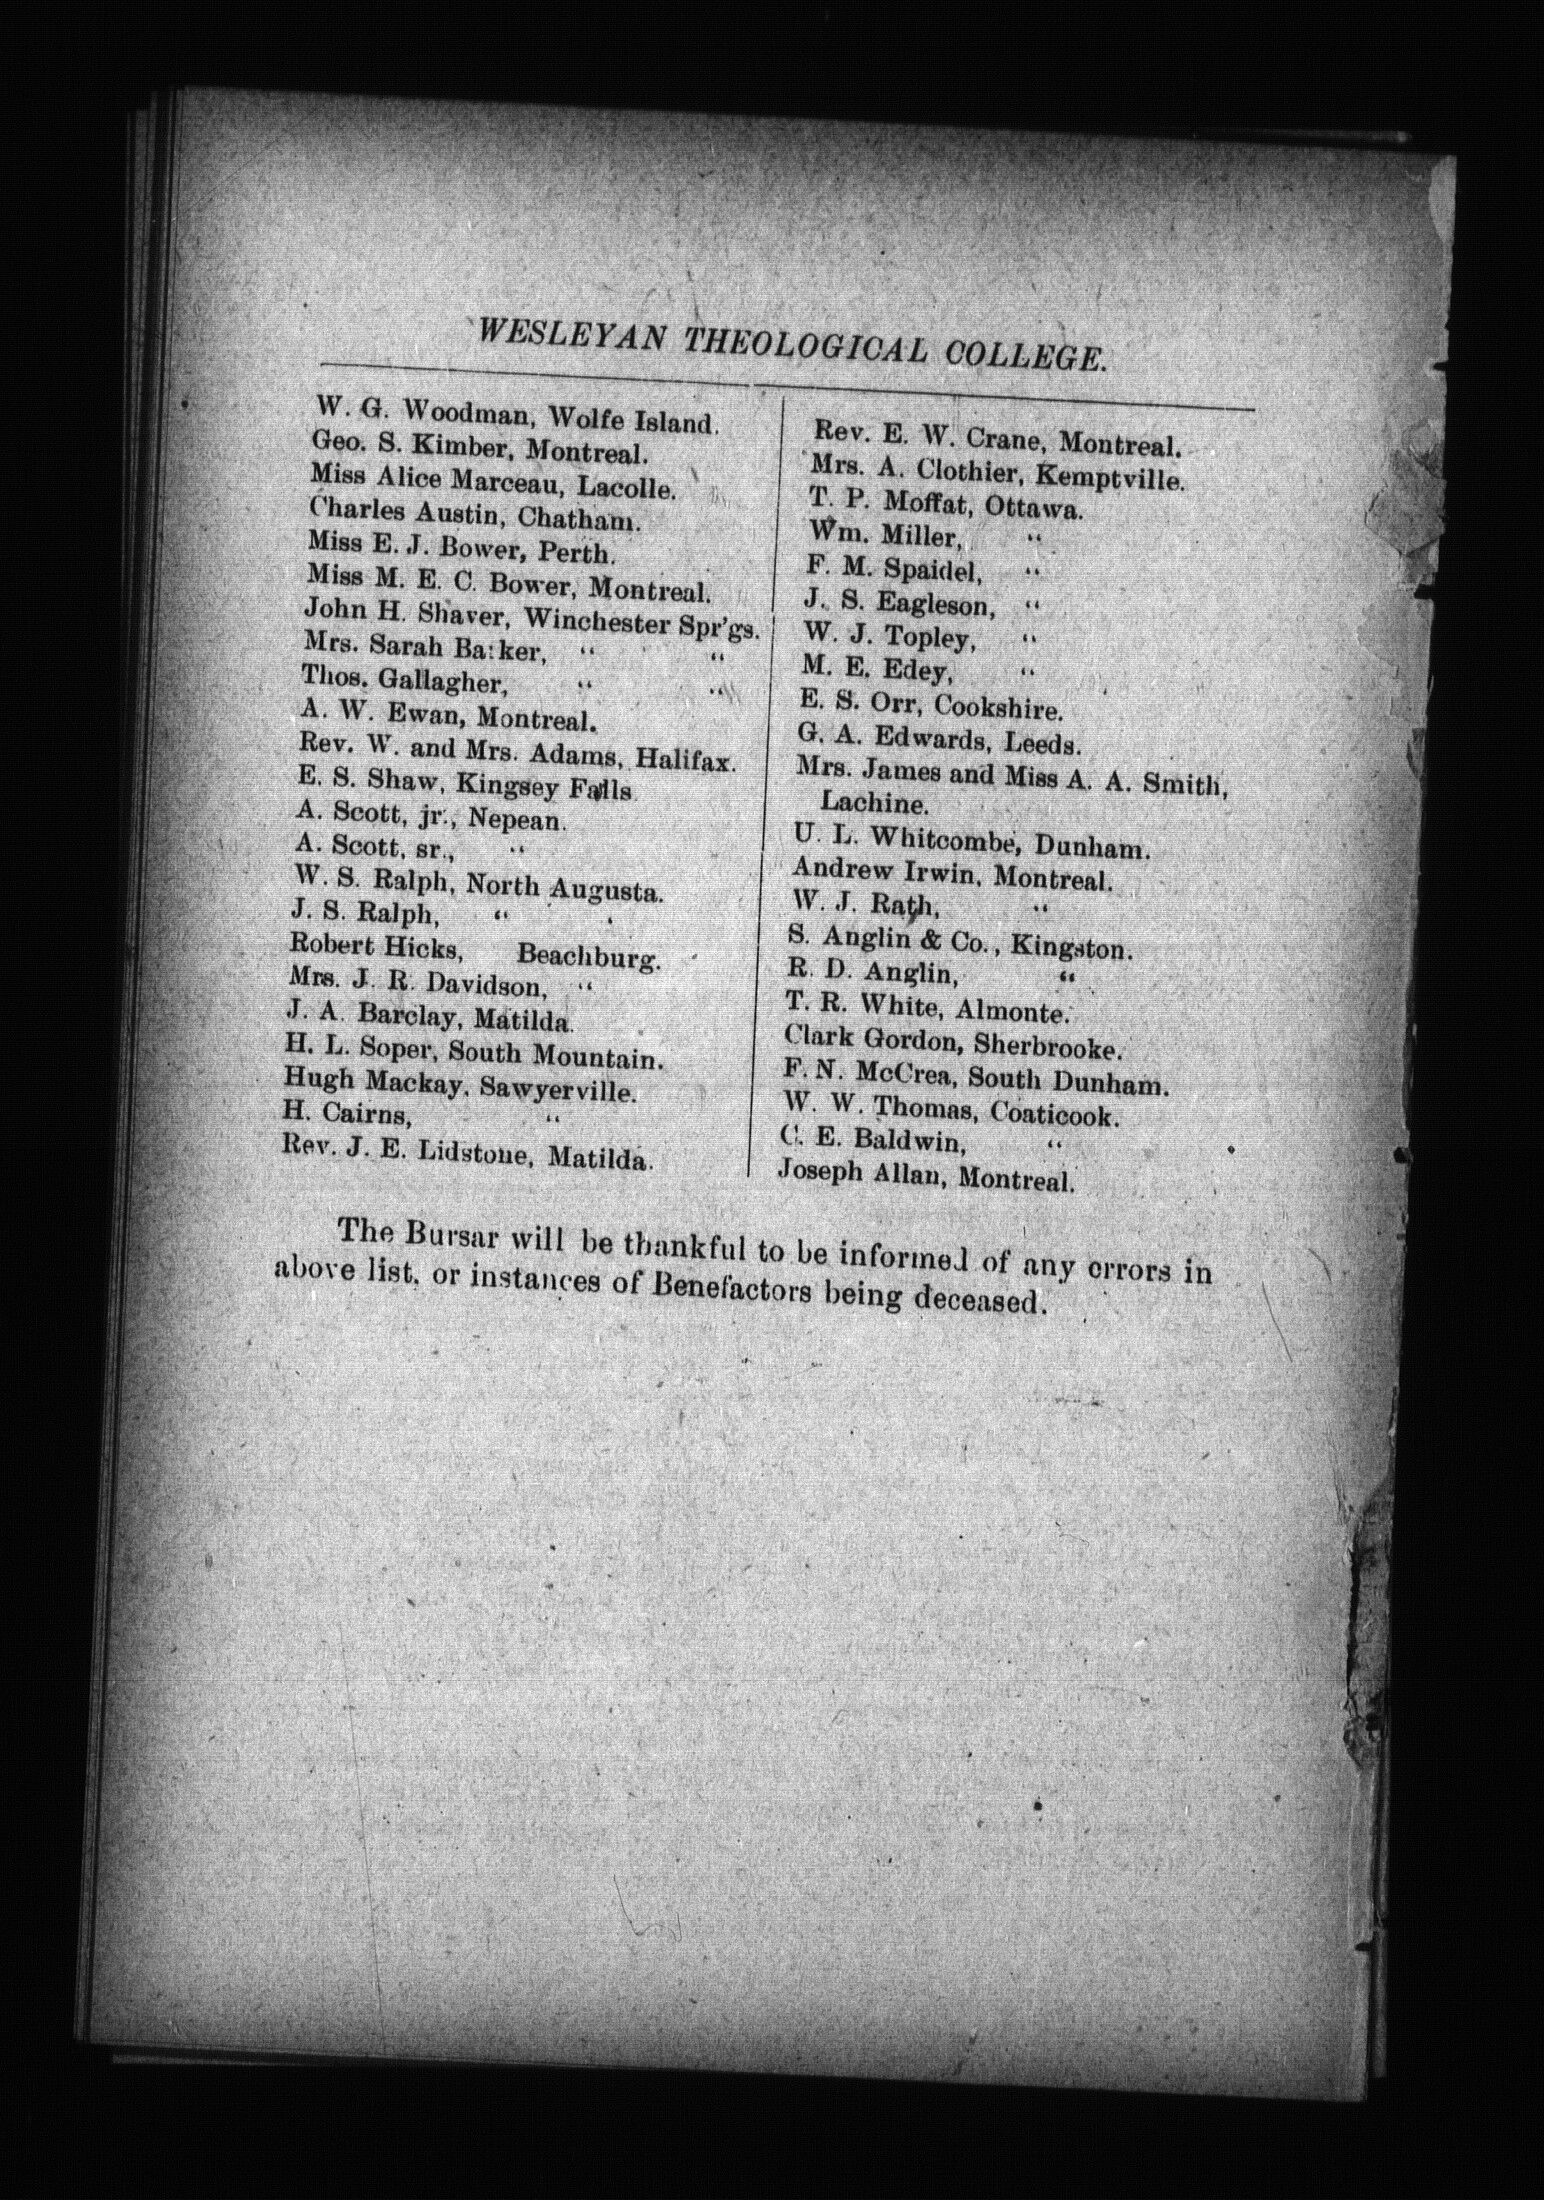 WESLEYAN THEOLOGICAL COLLEGE.
W. G. Woodman, Wolfe Island.
Geo. S. Kimber, Montreal.
Miss Alice Marceau, Lacolle.
Charles Austin, Chatham.
Miss E. J. Bower, Perth.
Miss M. E. C. Bower, Montreal.
John H. Shaver, Winchester Spr'gs.
Mrs. Sarah Barker, “ “
Thos. Gallagher, “ “
A. W. Ewan, Montreal.
Rev. W. and Mrs. Adams, Halifax.
E. S. Shaw, Kingsey Falls.
A. Scott, jr., Nepean.
A. Scott, sr., “
W. S. Ralph, North Augusta.
J. S. Ralph, “
Robert Hicks, Beachburg.
Mrs. J. R. Davidson, “
J. A. Barclay, Matilda.
H. L. Soper, South Mountain.
Hugh Mackay, Sawyerville.
H. Cairns, “
Rev. J. E. Lidstone, Matilda.
Rev. E. W. Crane, Montreal.
Mrs. A. Clothier, Kemptville.
T. P. Moffat, Ottawa.
Wm. Miller, “
F. M. Spaidel, “
J. S. Eagleson, “
W. J. Topley, “
M. E. Edey, “
E. S. Orr, Cookshire.
G. A. Edwards, Leeds.
Mrs. James and Miss A. A. Smith,
Lachine.
U. L. Whitcombe, Dunham.
Andrew Irwin, Montreal.
W. J. Rath, “
S. Anglin & Co., Kingston.
R. D. Anglin, “
T. R. White, Almonte.
Clark Gordon, Sherbrooke.
F. N. McCrea, South Dunham.
W. W. Thomas, Coaticook.
C. E. Baldwin, “
Joseph Allan, Montreal.
The Bursar will be thankful to be informed of any errors in
above list, or instances of Benefactors being deceased.